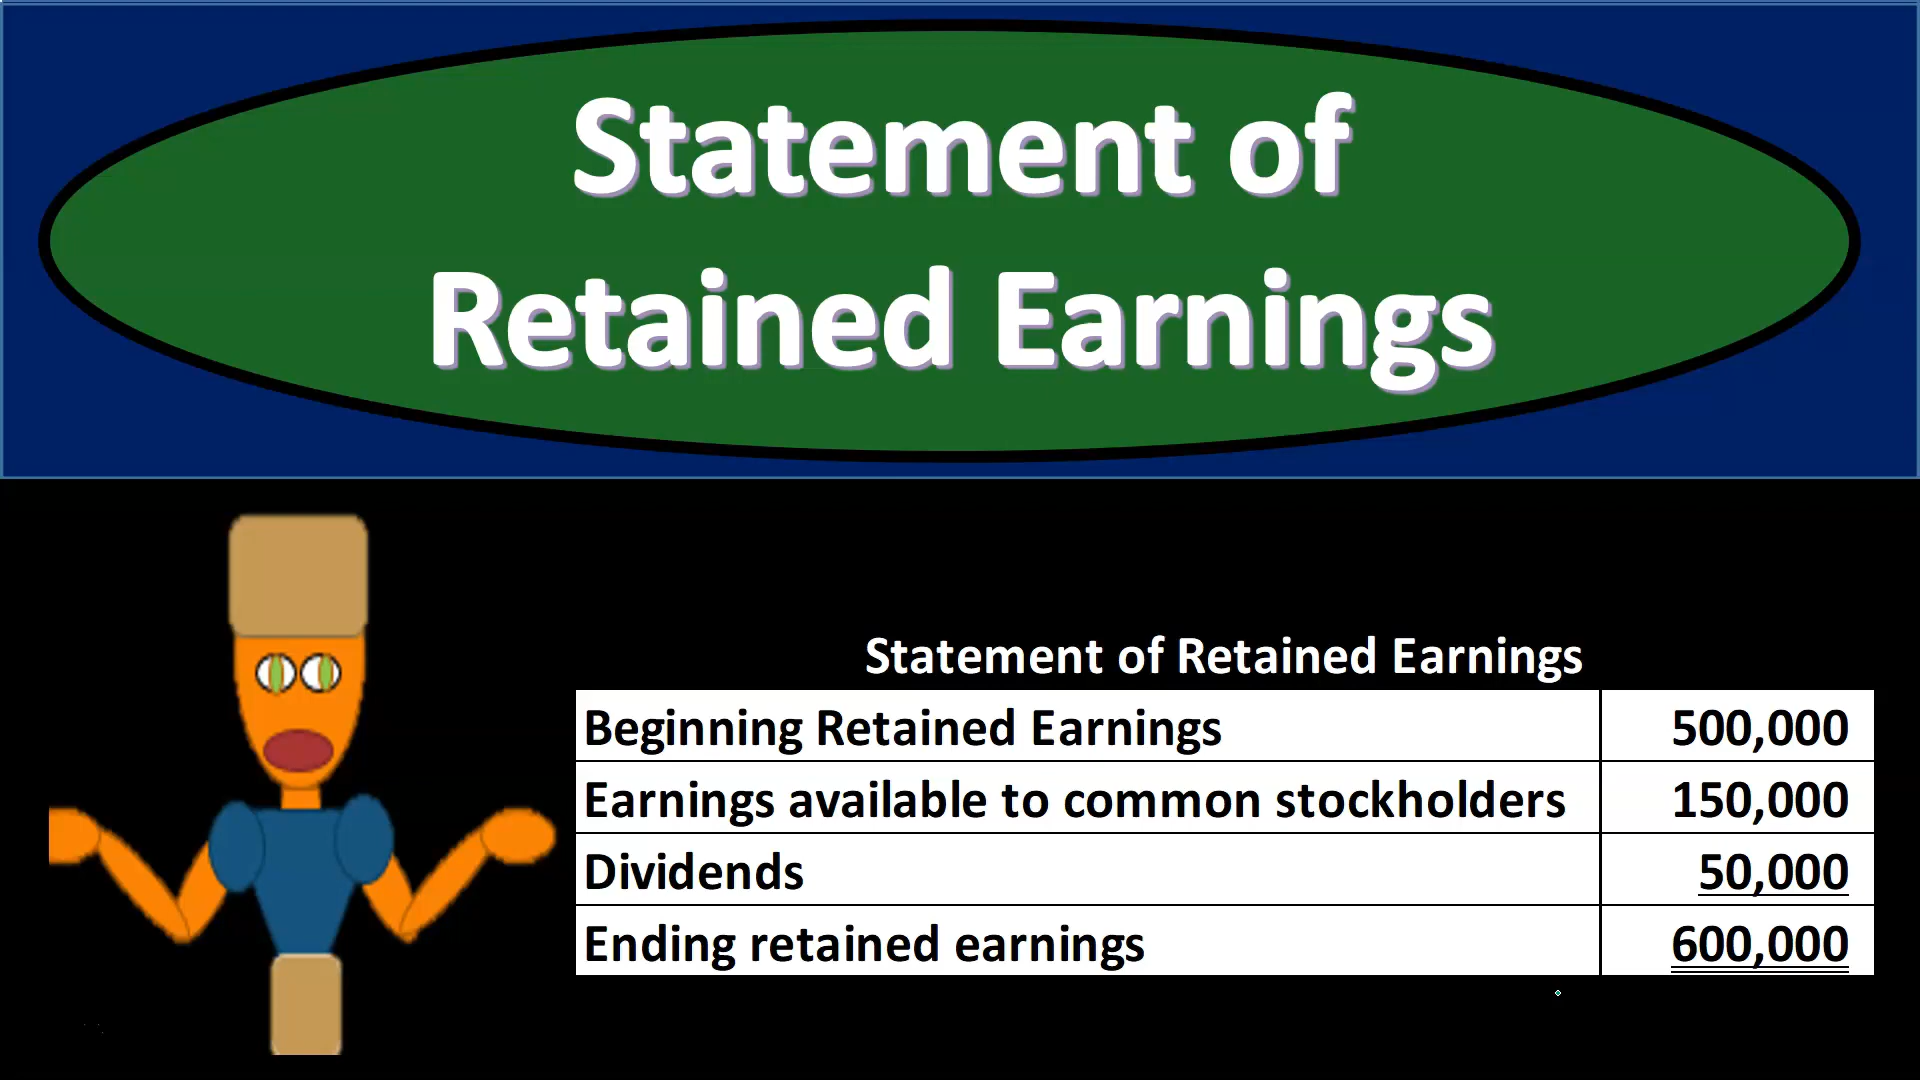 Statement of
Retained Earnings
Statement of Retained Earnings
Beginning Retained Earnings 500,000
Earnings available to common stockholders 150,000
Dividends 50,000
Ending retained earnings 600,000